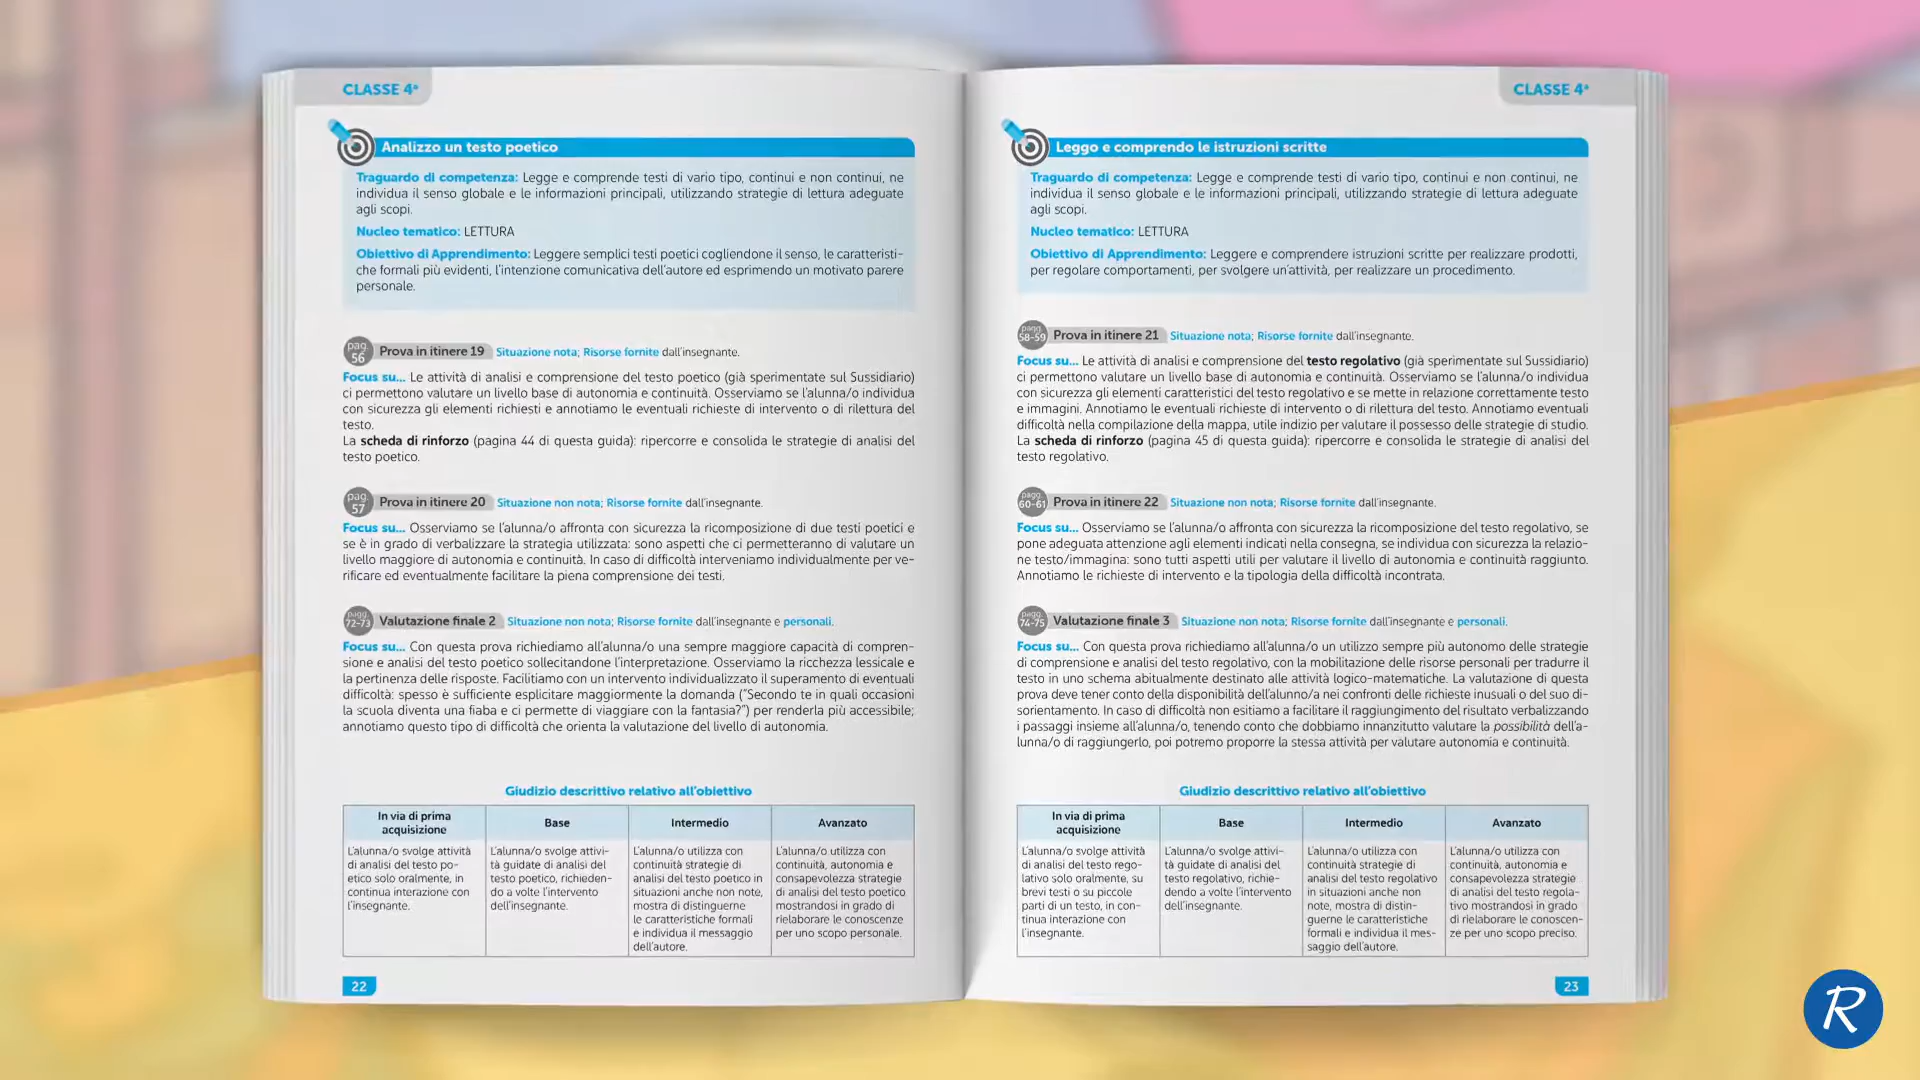 CLASSE 4ª
Analizzo un testo poetico
Traguardo di competenza: Legge e comprende testi di vario tipo, continui e non continui, ne
individua il senso globale e le informazioni principali, utilizzando strategie di lettura adeguate
agli scopi.
Nucleo tematico: LETTURA
Obiettivo di Apprendimento: Leggere semplici testi poetici cogliendone il senso, le caratteristi-
che formali più evidenti, l'intenzione comunicativa dell'autore ed esprimendo un motivato parere
personale.
pag. 56 Prova in itinere 19 Situazione nota; Risorse fornite dall'insegnante.
Focus su... Le attività di analisi e comprensione del testo poetico (già sperimentate sul Sussidiario)
ci permettono valutare un livello base di autonomia e continuità. Osserviamo se l'alunna/o individua
con sicurezza gli elementi richiesti e annotiamo le eventuali richieste di intervento o di rilettura del
testo.
La scheda di rinforzo (pagina 44 di questa guida): ripercorre e consolida le strategie di analisi del
testo poetico.
pag. 57 Prova in itinere 20 Situazione non nota; Risorse fornite dall'insegnante.
Focus su... Osserviamo se l'alunna/o affronta con sicurezza la ricomposizione di due testi poetici e
se è in grado di verbalizzare la strategia utilizzata: sono aspetti che ci permetteranno di valutare un
livello maggiore di autonomia e continuità. In caso di difficoltà interveniamo individualmente per ve-
rificare ed eventualmente facilitare la piena comprensione dei testi.
pagg. 72-73 Valutazione finale 2 Situazione non nota; Risorse fornite dall'insegnante e personali.
Focus su... Con questa prova richiediamo all'alunna/o una sempre maggiore capacità di compren-
sione e analisi del testo poetico sollecitandone l'interpretazione. Osserviamo la ricchezza lessicale e
la pertinenza delle risposte. Facilitiamo con un intervento individualizzato il superamento di eventuali
difficoltà: spesso è sufficiente esplicitare maggiormente la domanda ("Secondo te in quali occasioni
la scuola diventa una fiaba e ci permette di viaggiare con la fantasia?") per renderla più accessibile;
annotiamo questo tipo di difficoltà che orienta la valutazione del livello di autonomia.
Giudizio descrittivo relativo all'obiettivo
In via di prima
acquisizione
Base
Intermedio
Avanzato
L'alunna/o svolge attività
di analisi del testo po-
etico solo oralmente, in
continua interazione con
l'insegnante.
L'alunna/o svolge attivi-
tà guidate di analisi del
testo poetico, richieden-
do a volte l'intervento
dell'insegnante.
L'alunna/o utilizza con
continuità strategie di
analisi del testo poetico in
situazioni anche non note,
mostra di distinguerne
le caratteristiche formali
e individua il messaggio
dell'autore.
L'alunna/o utilizza con
continuità, autonomia e
consapevolezza strategie
di analisi del testo poetico
mostrandosi in grado di
rielaborare le conoscenze
per uno scopo personale.
22
CLASSE 4ª
Leggo e comprendo le istruzioni scritte
Traguardo di competenza: Legge e comprende testi di vario tipo, continui e non continui, ne
individua il senso globale e le informazioni principali, utilizzando strategie di lettura adeguate
agli scopi.
Nucleo tematico: LETTURA
Obiettivo di Apprendimento: Leggere e comprendere istruzioni scritte per realizzare prodotti,
per regolare comportamenti, per svolgere un'attività, per realizzare un procedimento.
pagg. 58-59 Prova in itinere 21 Situazione nota; Risorse fornite dall'insegnante.
Focus su... Le attività di analisi e comprensione del testo regolativo (già sperimentate sul Sussidiario)
ci permettono valutare un livello base di autonomia e continuità. Osserviamo se l'alunna/o individua
con sicurezza gli elementi caratteristici del testo regolativo e se mette in relazione correttamente testo
e immagini. Annotiamo le eventuali richieste di intervento o di rilettura del testo. Annotiamo eventuali
difficoltà nella compilazione della mappa, utile indizio per valutare il possesso delle strategie di studio.
La scheda di rinforzo (pagina 45 di questa guida): ripercorre e consolida le strategie di analisi del
testo regolativo.
pagg. 60-61 Prova in itinere 22 Situazione non nota; Risorse fornite dall'insegnante.
Focus su... Osserviamo se l'alunna/o affronta con sicurezza la ricomposizione del testo regolativo, se
pone adeguata attenzione agli elementi indicati nella consegna, se individua con sicurezza la relazio-
ne testo/immagina: sono tutti aspetti utili per valutare il livello di autonomia e continuità raggiunto.
Annotiamo le richieste di intervento e la tipologia della difficoltà incontrata.
pagg. 74-75 Valutazione finale 3 Situazione non nota; Risorse fornite dall'insegnante e personali.
Focus su... Con questa prova richiediamo all'alunna/o un utilizzo sempre più autonomo delle strategie
di comprensione e analisi del testo regolativo, con la mobilitazione delle risorse personali per tradurre il
testo in uno schema abitualmente destinato alle attività logico-matematiche. La valutazione di questa
prova deve tener conto della disponibilità dell'alunno/a nei confronti delle richieste inusuali o del suo di-
sorientamento. In caso di difficoltà non esitiamo a facilitare il raggiungimento del risultato verbalizzando
i passaggi insieme all'alunna/o, tenendo conto che dobbiamo innanzitutto valutare la possibilità dell'a-
lunna/o di raggiungerlo, poi potremo proporre la stessa attività per valutare autonomia e continuità.
Giudizio descrittivo relativo all'obiettivo
In via di prima
acquisizione
Base
Intermedio
Avanzato
L'alunna/o svolge attività
di analisi del testo rego-
lativo solo oralmente, su
brevi testi o su piccole
parti di un testo, in con-
tinua interazione con
l'insegnante.
L'alunna/o svolge attivi-
tà guidate di analisi del
testo regolativo, richie-
dendo a volte l'intervento
dell'insegnante.
L'alunna/o utilizza con
continuità strategie di
analisi del testo regolativo
in situazioni anche non
note, mostra di distin-
guerne le caratteristiche
formali e individua il mes-
saggio dell'autore.
L'alunna/o utilizza con
continuità, autonomia e
consapevolezza strategie
di analisi del testo regola-
tivo mostrandosi in grado
di rielaborare le conoscen-
ze per uno scopo preciso.
23
R